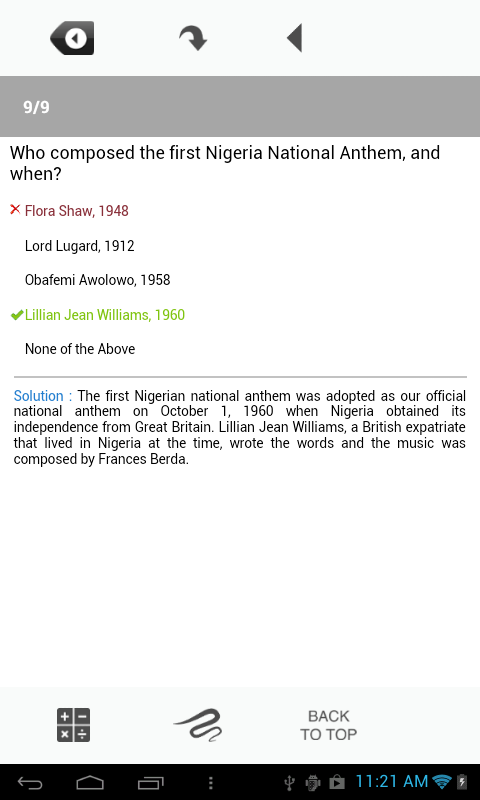 9/9
Who composed the first Nigeria National Anthem, and
when?
Flora Shaw, 1948
Lord Lugard, 1912
Obafemi Awolowo, 1958
Lillian Jean Williams, 1960
None of the Above
Solution : The first Nigerian national anthem was adopted as our official
national anthem on October 1, 1960 when Nigeria obtained its
independence from Great Britain. Lillian Jean Williams, a British expatriate
that lived in Nigeria at the time, wrote the words and the music was
composed by Frances Berda.
BACK
TO TOP
11:21 AM